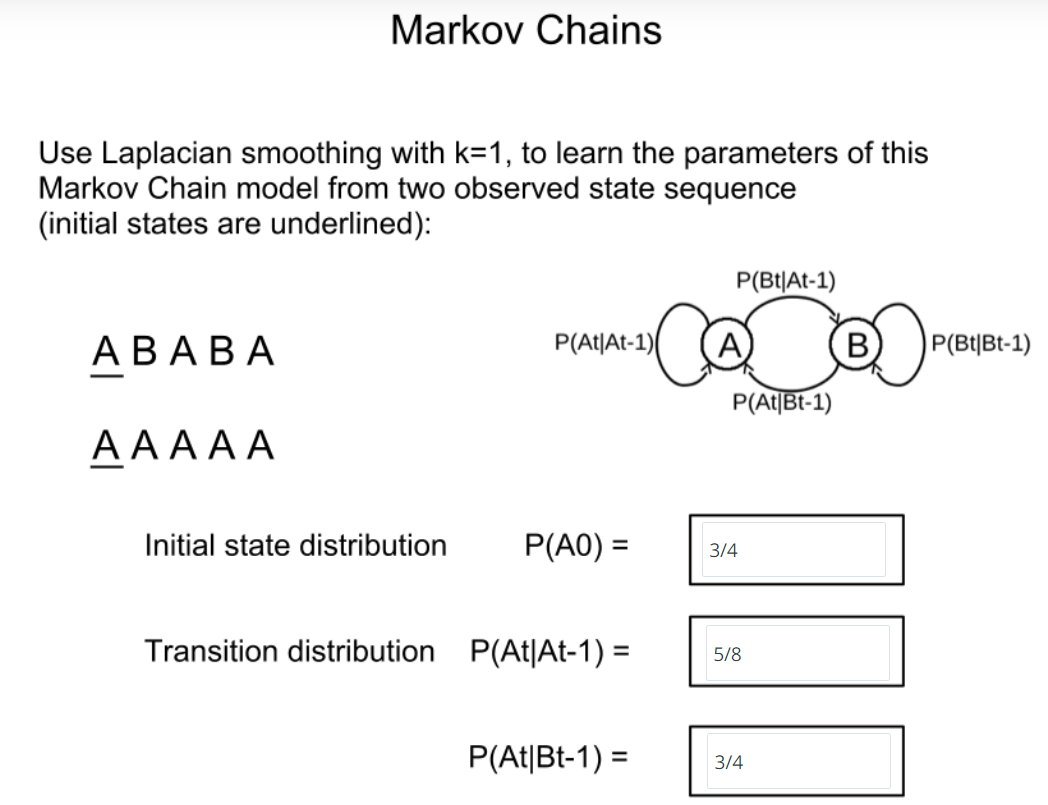 Markov Chains
Use Laplacian smoothing with k=1, to learn the parameters of this
Markov Chain model from two observed state sequence
(initial states are underlined):
P(Bt|At-1)
A B A B A
P(At|At-1)
A
B
P(Bt|Bt-1)
P(At|Bt-1)
A A A A A
Initial state distribution P(A0) = 3/4
Transition distribution P(At|At-1) = 5/8
P(At|Bt-1) = 3/4